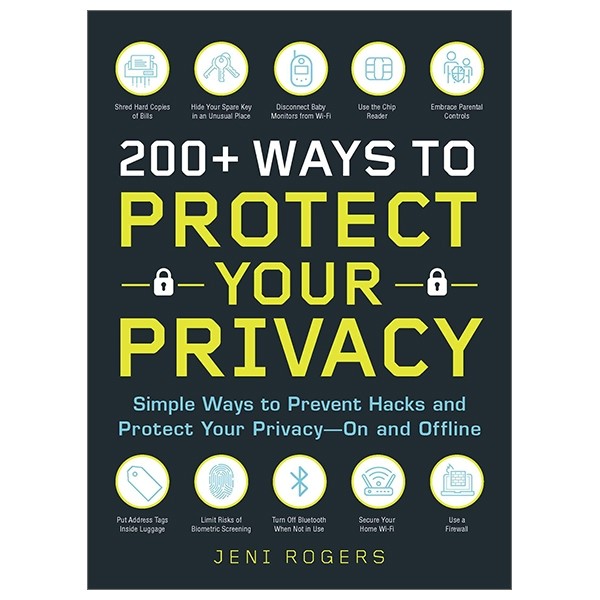 Shred Hard Copies
of Bills
Hide Your Spare Key
in an Unusual Place
Disconnect Baby
Monitors from Wi-Fi
Use the Chip
Reader
Embrace Parental
Controls
200+ WAYS TO
PROTECT
YOUR
PRIVACY
Simple Ways to Prevent Hacks and
Protect Your Privacy—On and Offline
Put Address Tags
Inside Luggage
Limit Risks of
Biometric Screening
Turn Off Bluetooth
When Not in Use
Secure Your
Home Wi-Fi
Use a
Firewall
JENI ROGERS